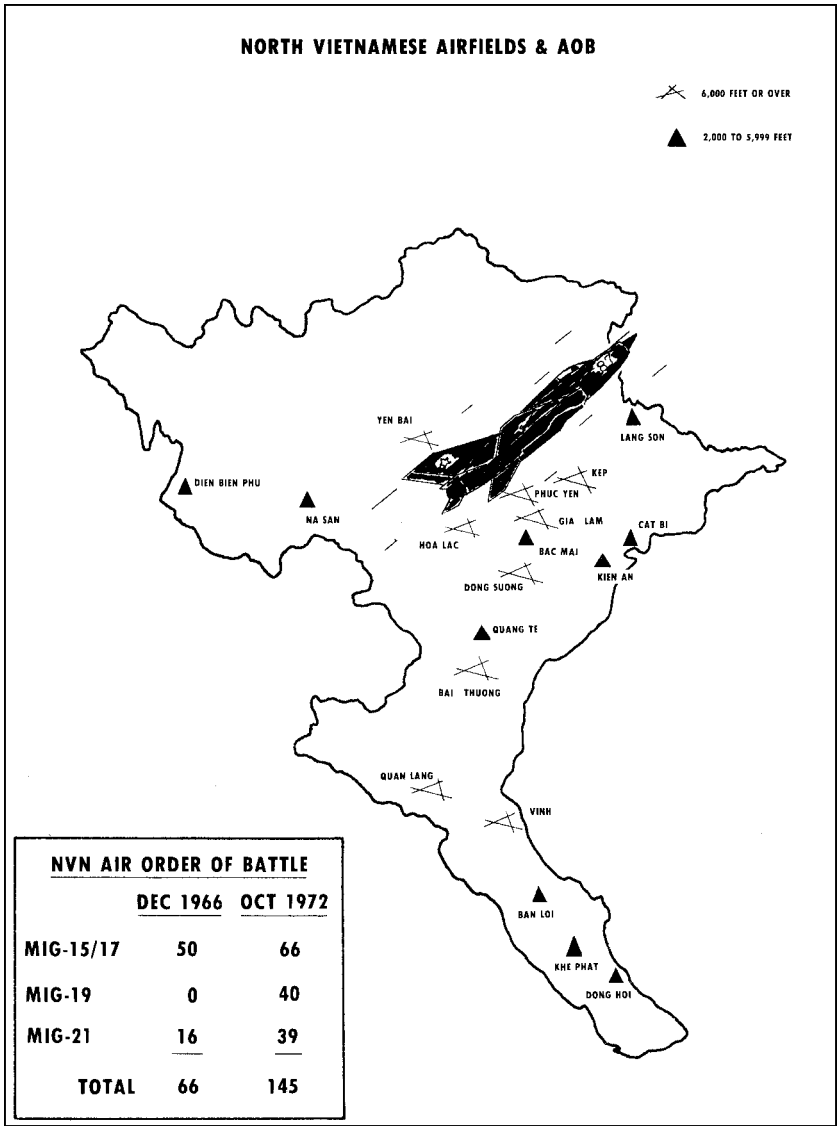 NORTH VIETNAMESE AIRFIELDS & AOB
6,000 FEET OR OVER
2,000 TO 5,999 FEET
87
YEN BAI
LANG SON
DIEN BIEN PHU
NA SAN
KEP
PHUC YEN
GIA LAM
CAT BI
HOA LAC
BAC MAI
KIEN AN
DONG SUONG
QUANG TE
BAI THUONG
QUAN LANG
VINH
BAN LOI
KHE PHAT
DONG HOI
NVN AIR ORDER OF BATTLE
DEC 1966 OCT 1972
MIG-15/17 50 66
MIG-19 0 40
MIG-21 16 39
TOTAL 66 145